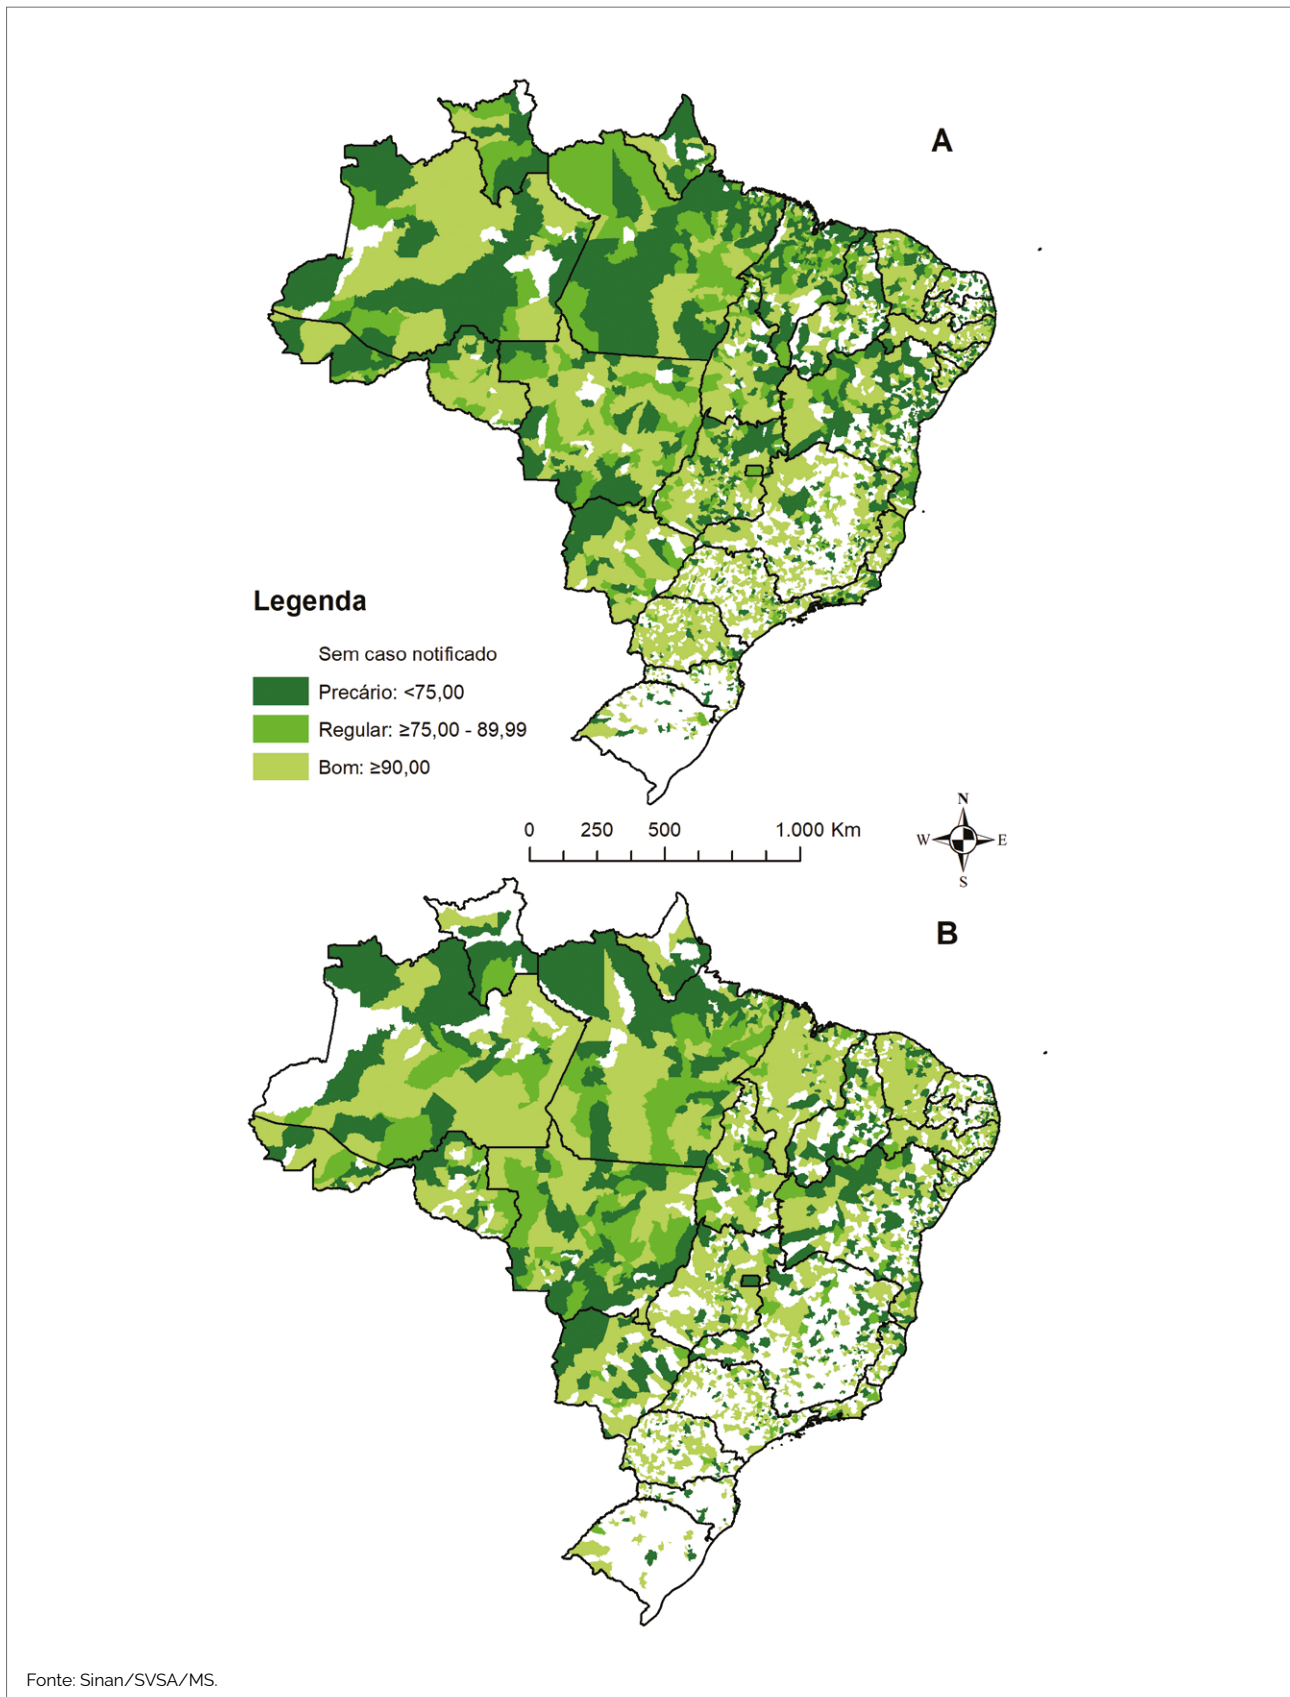 A
Legenda
Sem caso notificado
Precário: <75,00
Regular: ≥75,00 - 89,99
Bom: ≥90,00
0 250 500 1.000 Km
N
W E
S
B
Fonte: Sinan/SVSA/MS.